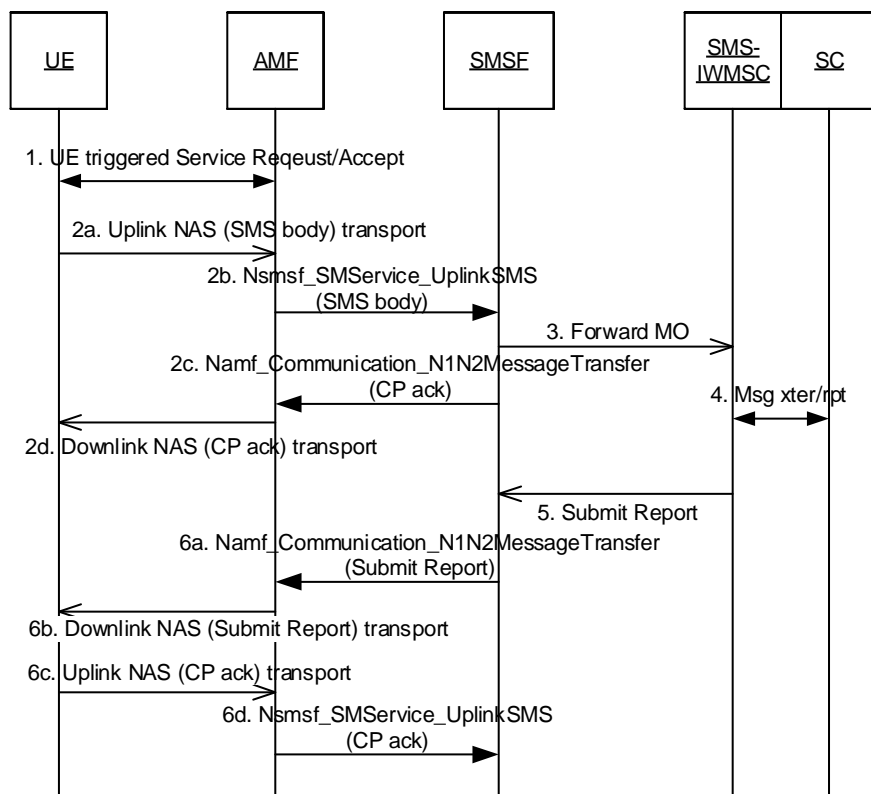 UE
AMF
SMSF
SMS-
IWMSC
SC
1. UE triggered Service Reqeust/Accept
2a. Uplink NAS (SMS body) transport
2b. Nsmsf_SMService_UplinkSMS
(SMS body)
3. Forward MO
2c. Namf_Communication_N1N2MessageTransfer
(CP ack)
4. Msg xter/rpt
2d. Downlink NAS (CP ack) transport
5. Submit Report
6a. Namf_Communication_N1N2MessageTransfer
(Submit Report)
6b. Downlink NAS (Submit Report) transport
6c. Uplink NAS (CP ack) transport
6d. Nsmsf_SMService_UplinkSMS
(CP ack)